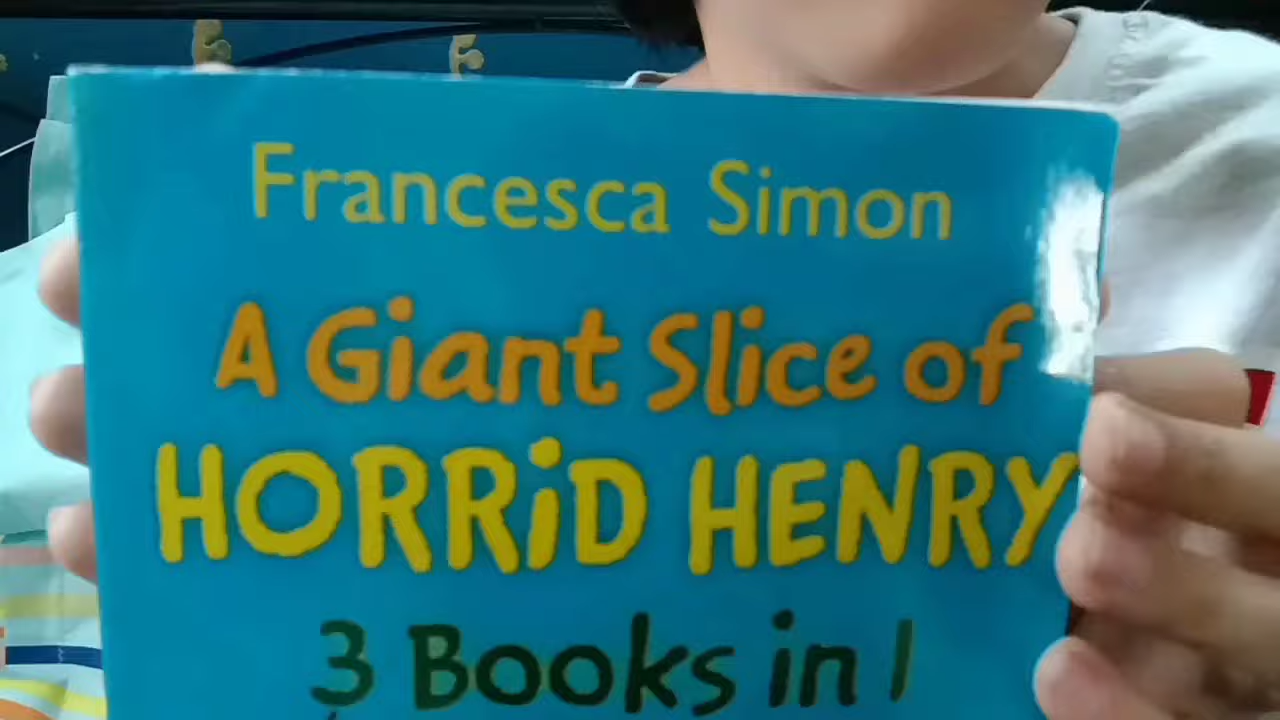 Francesca Simon
A Giant Slice of
HORRiD HENRY
3 Books in 1